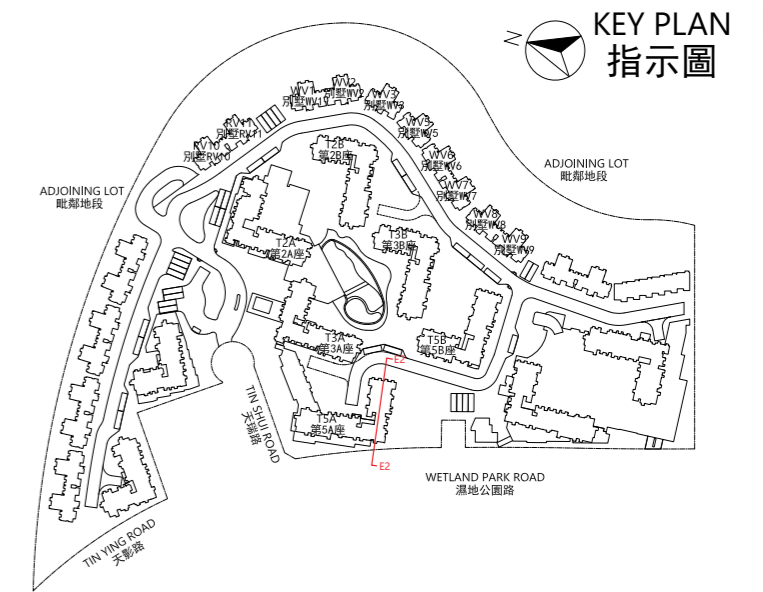 KEY PLAN
指示圖
N
WV1
別墅WV1
WV2
別墅WV2
WV3
別墅WV3
RV11
別墅RV11
WV5
別墅WV5
RV10
別墅RV10
T2B
第2B座
WV6
別墅WV6
ADJOINING LOT
毗鄰地段
ADJOINING LOT
毗鄰地段
WV7
別墅WV7
WV8
別墅WV8
T2A
第2A座
T3B
第3B座
WV9
別墅WV9
T3A
第3A座
T5B
第5B座
E2
TIN SHUI ROAD
天瑞路
T5A
第5A座
E2
WETLAND PARK ROAD
濕地公園路
TIN YING ROAD
天影路